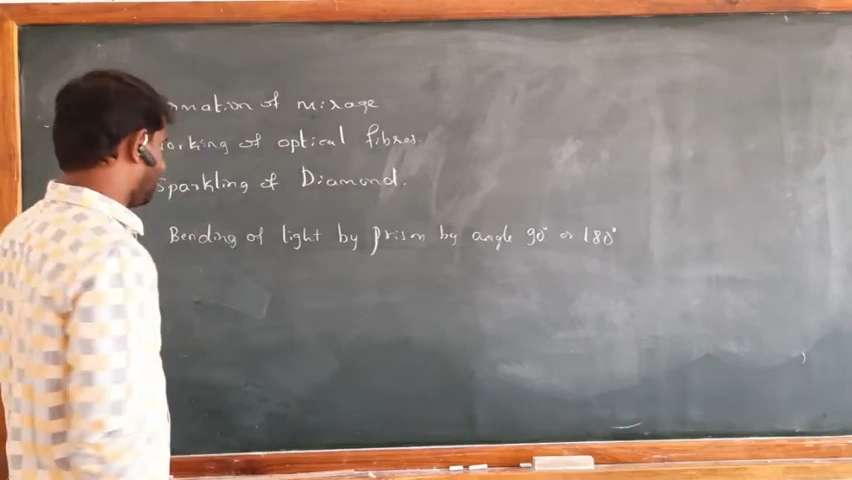 rmation of mirage
orking of optical fibres.
Sparkling of Diamond.
Bending of light by prism by angle 90° or 180°